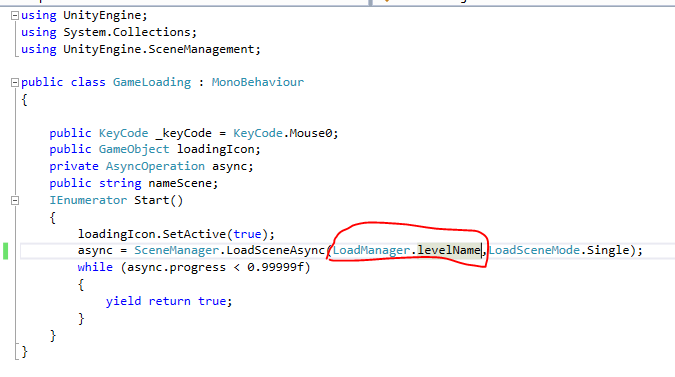 using UnityEngine;
using System.Collections;
using UnityEngine.SceneManagement;
public class GameLoading : MonoBehaviour
{
public KeyCode _keyCode = KeyCode.Mouse0;
public GameObject loadingIcon;
private AsyncOperation async;
public string nameScene;
IEnumerator Start()
{
loadingIcon.SetActive(true);
async = SceneManager.LoadSceneAsync(LoadManager.levelName,LoadSceneMode.Single);
while (async.progress < 0.99999f)
{
yield return true;
}
}
}